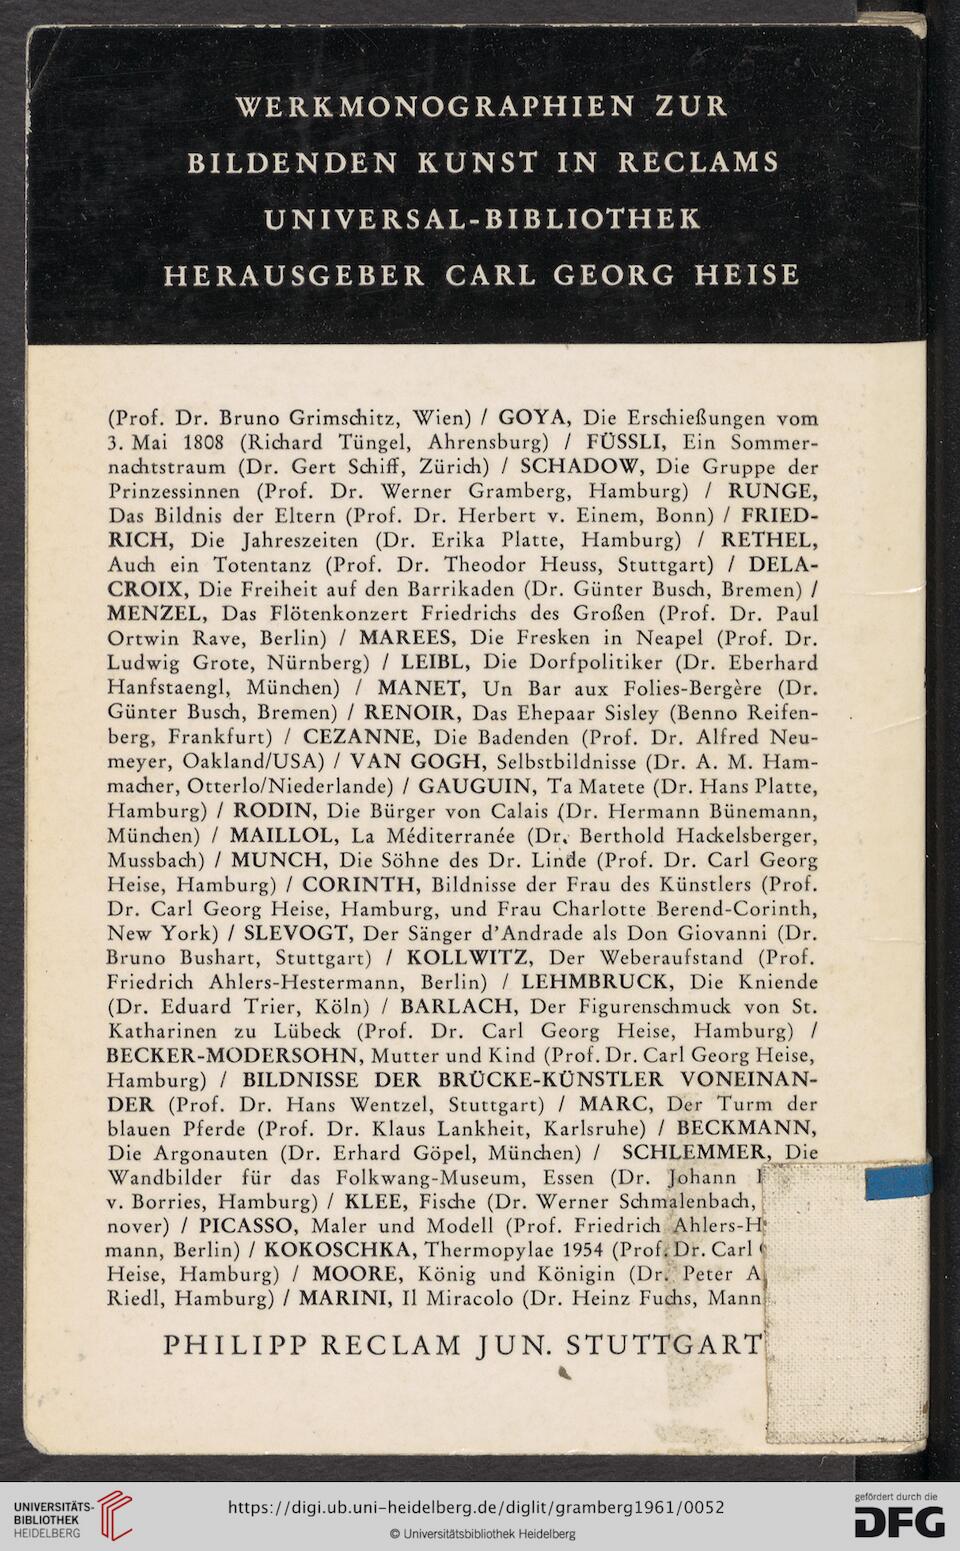 WERKMONOGRAPHIEN ZUR
BILDENDEN KUNST IN RECLAMS
UNIVERSAL-BIBLIOTHEK
HERAUSGEBER CARL GEORG HEISE
(Prof. Dr. Bruno Grimschitz, Wien) / GOYA, Die Erschießungen vom
3. Mai 1808 (Richard Tüngel, Ahrensburg) / FÜSSLI, Ein Sommer-
nachtstraum (Dr. Gert Schiff, Zürich) / SCHADOW, Die Gruppe der
Prinzessinnen (Prof. Dr. Werner Gramberg, Hamburg) / RUNGE,
Das Bildnis der Eltern (Prof. Dr. Herbert v. Einem, Bonn) / FRIED-
RICH, Die Jahreszeiten (Dr. Erika Platte, Hamburg) / RETHEL,
Auch ein Totentanz (Prof. Dr. Theodor Heuss, Stuttgart) / DELA-
CROIX, Die Freiheit auf den Barrikaden (Dr. Günter Busch, Bremen) /
MENZEL, Das Flötenkonzert Friedrichs des Großen (Prof. Dr. Paul
Ortwin Rave, Berlin) / MAREES, Die Fresken in Neapel (Prof. Dr.
Ludwig Grote, Nürnberg) / LEIBL, Die Dorfpolitiker (Dr. Eberhard
Hanfstaengl, München) / MANET, Un Bar aux Folies-Bergère (Dr.
Günter Busch, Bremen) / RENOIR, Das Ehepaar Sisley (Benno Reifen-
berg, Frankfurt) / CEZANNE, Die Badenden (Prof. Dr. Alfred Neu-
meyer, Oakland/USA) / VAN GOGH, Selbstbildnisse (Dr. A. M. Ham-
macher, Otterlo/Niederlande) / GAUGUIN, Ta Matete (Dr. Hans Platte,
Hamburg) / RODIN, Die Bürger von Calais (Dr. Hermann Bünemann,
München) / MAILLOL, La Méditerranée (Dr. Berthold Hackelsberger,
Mussbach) / MUNCH, Die Söhne des Dr. Linde (Prof. Dr. Carl Georg
Heise, Hamburg) / CORINTH, Bildnisse der Frau des Künstlers (Prof.
Dr. Carl Georg Heise, Hamburg, und Frau Charlotte Berend-Corinth,
New York) / SLEVOGT, Der Sänger d'Andrade als Don Giovanni (Dr.
Bruno Bushart, Stuttgart) / KOLLWITZ, Der Weberaufstand (Prof.
Friedrich Ahlers-Hestermann, Berlin) / LEHMBRUCK, Die Kniende
(Dr. Eduard Trier, Köln) / BARLACH, Der Figurenschmuck von St.
Katharinen zu Lübeck (Prof. Dr. Carl Georg Heise, Hamburg) /
BECKER-MODERSOHN, Mutter und Kind (Prof. Dr. Carl Georg Heise,
Hamburg) / BILDNISSE DER BRÜCKE-KÜNSTLER VONEINAN-
DER (Prof. Dr. Hans Wentzel, Stuttgart) / MARC, Der Turm der
blauen Pferde (Prof. Dr. Klaus Lankheit, Karlsruhe) / BECKMANN,
Die Argonauten (Dr. Erhard Göpel, München) / SCHLEMMER, Die
Wandbilder für das Folkwang-Museum, Essen (Dr. Johann
v. Borries, Hamburg) / KLEE, Fische (Dr. Werner Schmalenbach,
nover) / PICASSO, Maler und Modell (Prof. Friedrich Ahlers-H
mann, Berlin) / KOKOSCHKA, Thermopylae 1954 (Prof. Dr. Carl
Heise, Hamburg) / MOORE, König und Königin (Dr. Peter A
Riedl, Hamburg) / MARINI, Il Miracolo (Dr. Heinz Fuchs, Mann
PHILIPP RECLAM JUN. STUTTGART
UNIVERSITÄTS-
BIBLIOTHEK
HEIDELBERG
https://digi.ub.uni-heidelberg.de/diglit/gramberg1961/0052
© Universitätsbibliothek Heidelberg
gefördert durch die
DFG